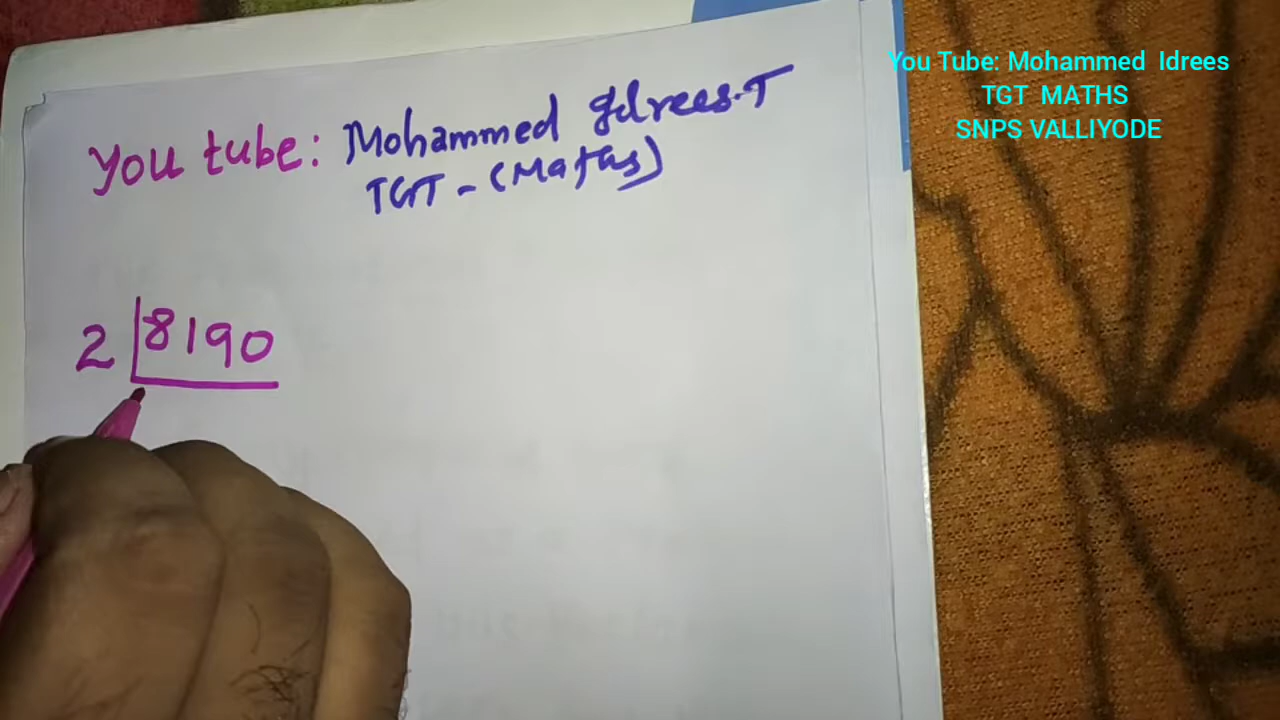 You tube: Mohammed Idrees.T
TGT - (Maths)
2 8190
You Tube: Mohammed Idrees
TGT MATHS
SNPS VALLIYODE